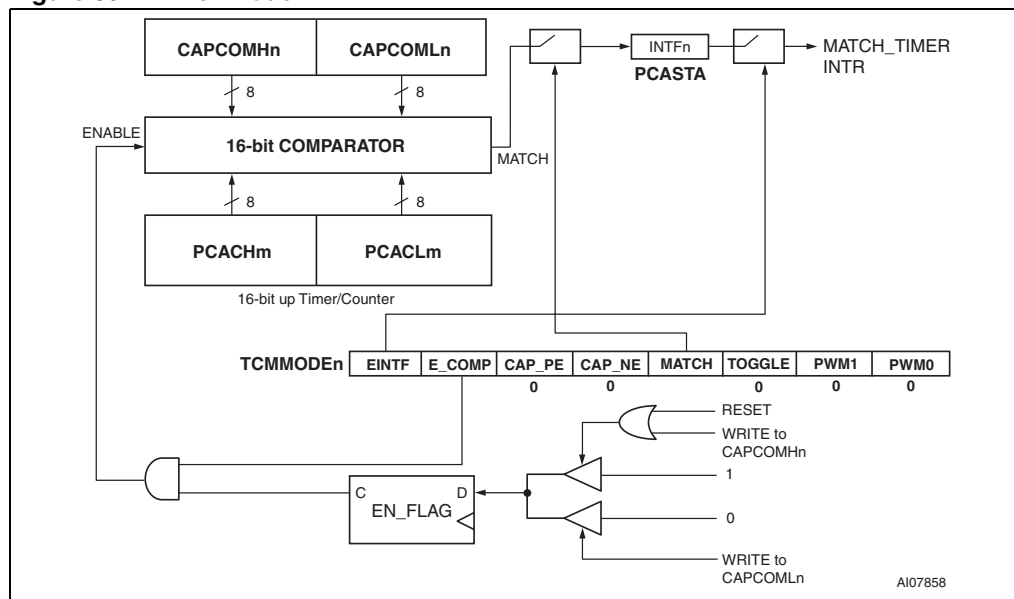 CAPCOMHn
CAPCOMLn
8
8
ENABLE
16-bit COMPARATOR
MATCH
INTFn
PCASTA
MATCH_TIMER
INTR
8
8
PCACHm
PCACLm
16-bit up Timer/Counter
TCMMODEn
EINTF
E_COMP
CAP_PE
CAP_NE
MATCH
TOGGLE
PWM1
PWM0
0
0
0
0
0
RESET
WRITE to
CAPCOMHn
1
C
D
EN_FLAG
0
WRITE to
CAPCOMLn
AI07858